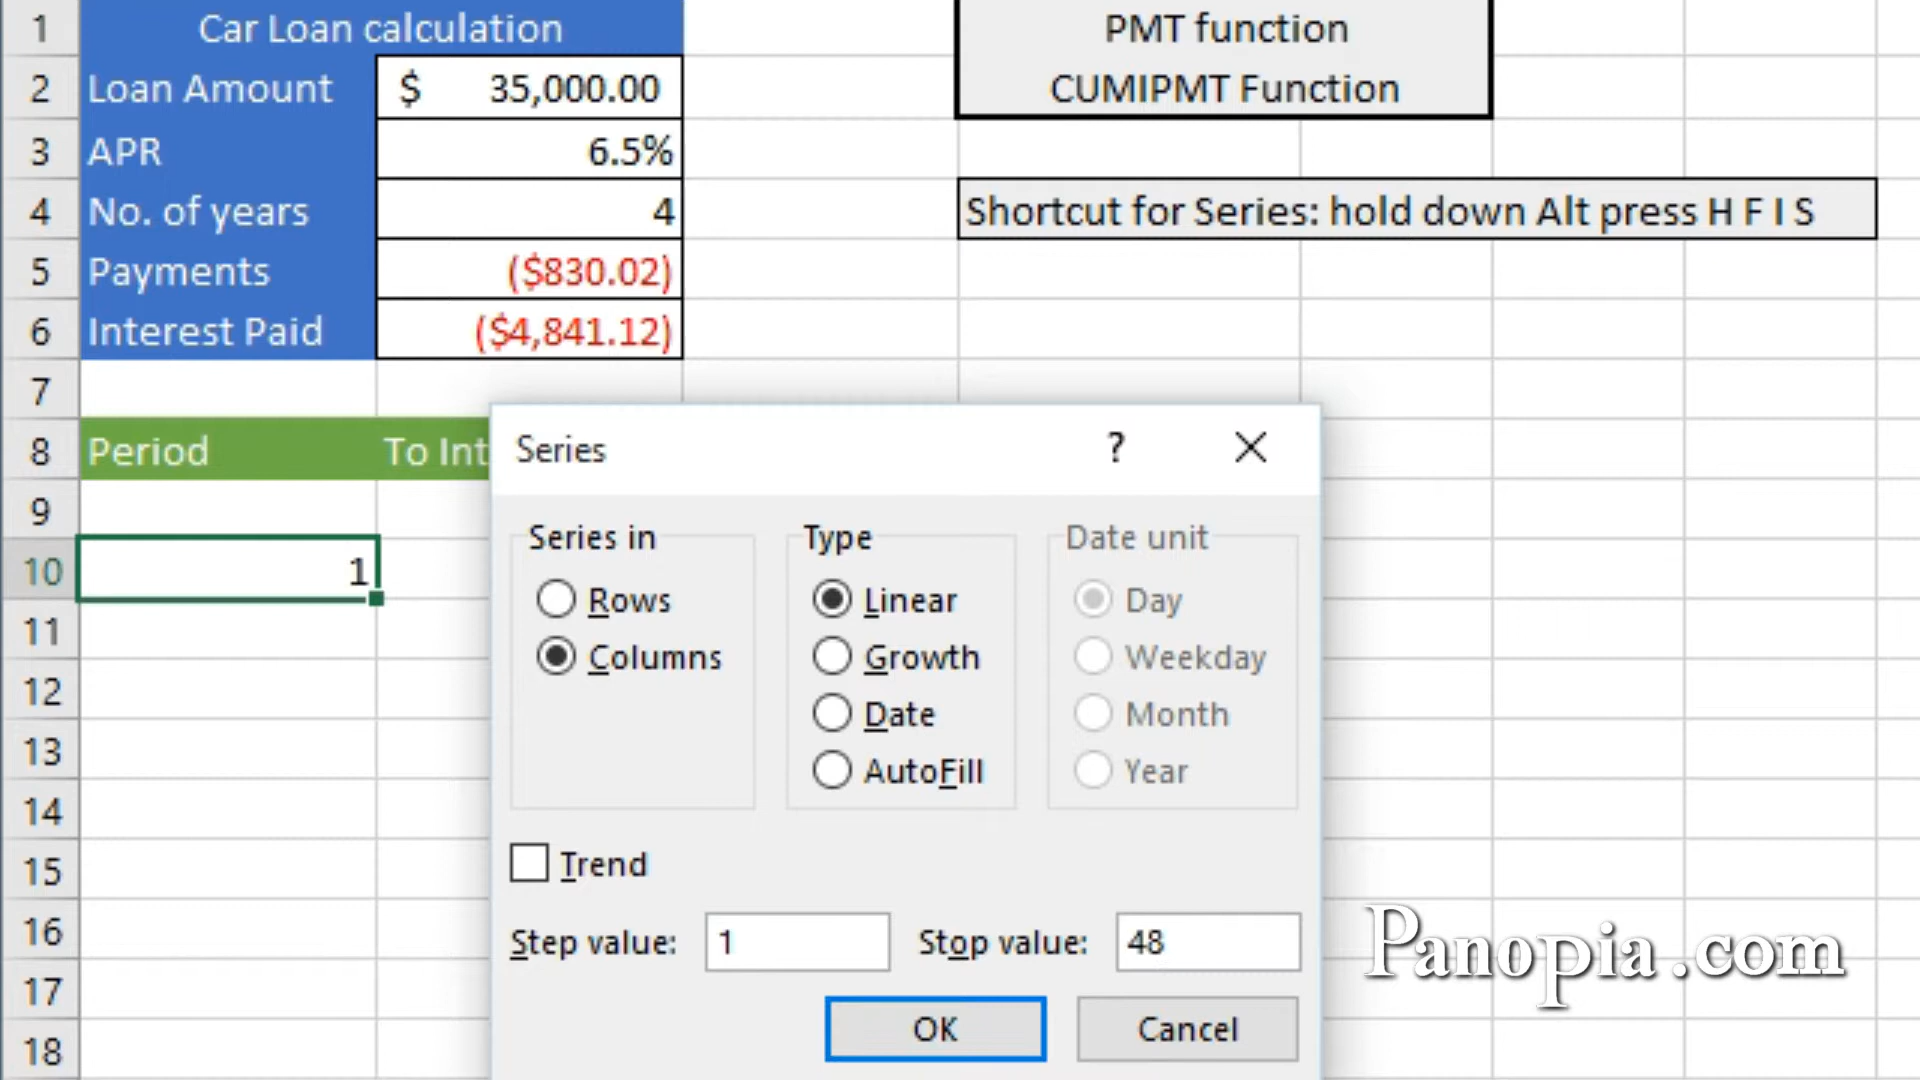 1 Car Loan calculation PMT function
2 Loan Amount $ 35,000.00 CUMIPMT Function
3 APR 6.5%
4 No. of years 4 Shortcut for Series: hold down Alt press H F I S
5 Payments ($830.02)
6 Interest Paid ($4,841.12)
7
8 Period To Int
9
10 1
11
12
13
14
15
16
17
18
Series ? 
Series in Type Date unit
Rows Linear Day
Columns Growth Weekday
Date Month
AutoFill Year
Trend
Step value: 1 Stop value: 48
OK Cancel
Panopia.com